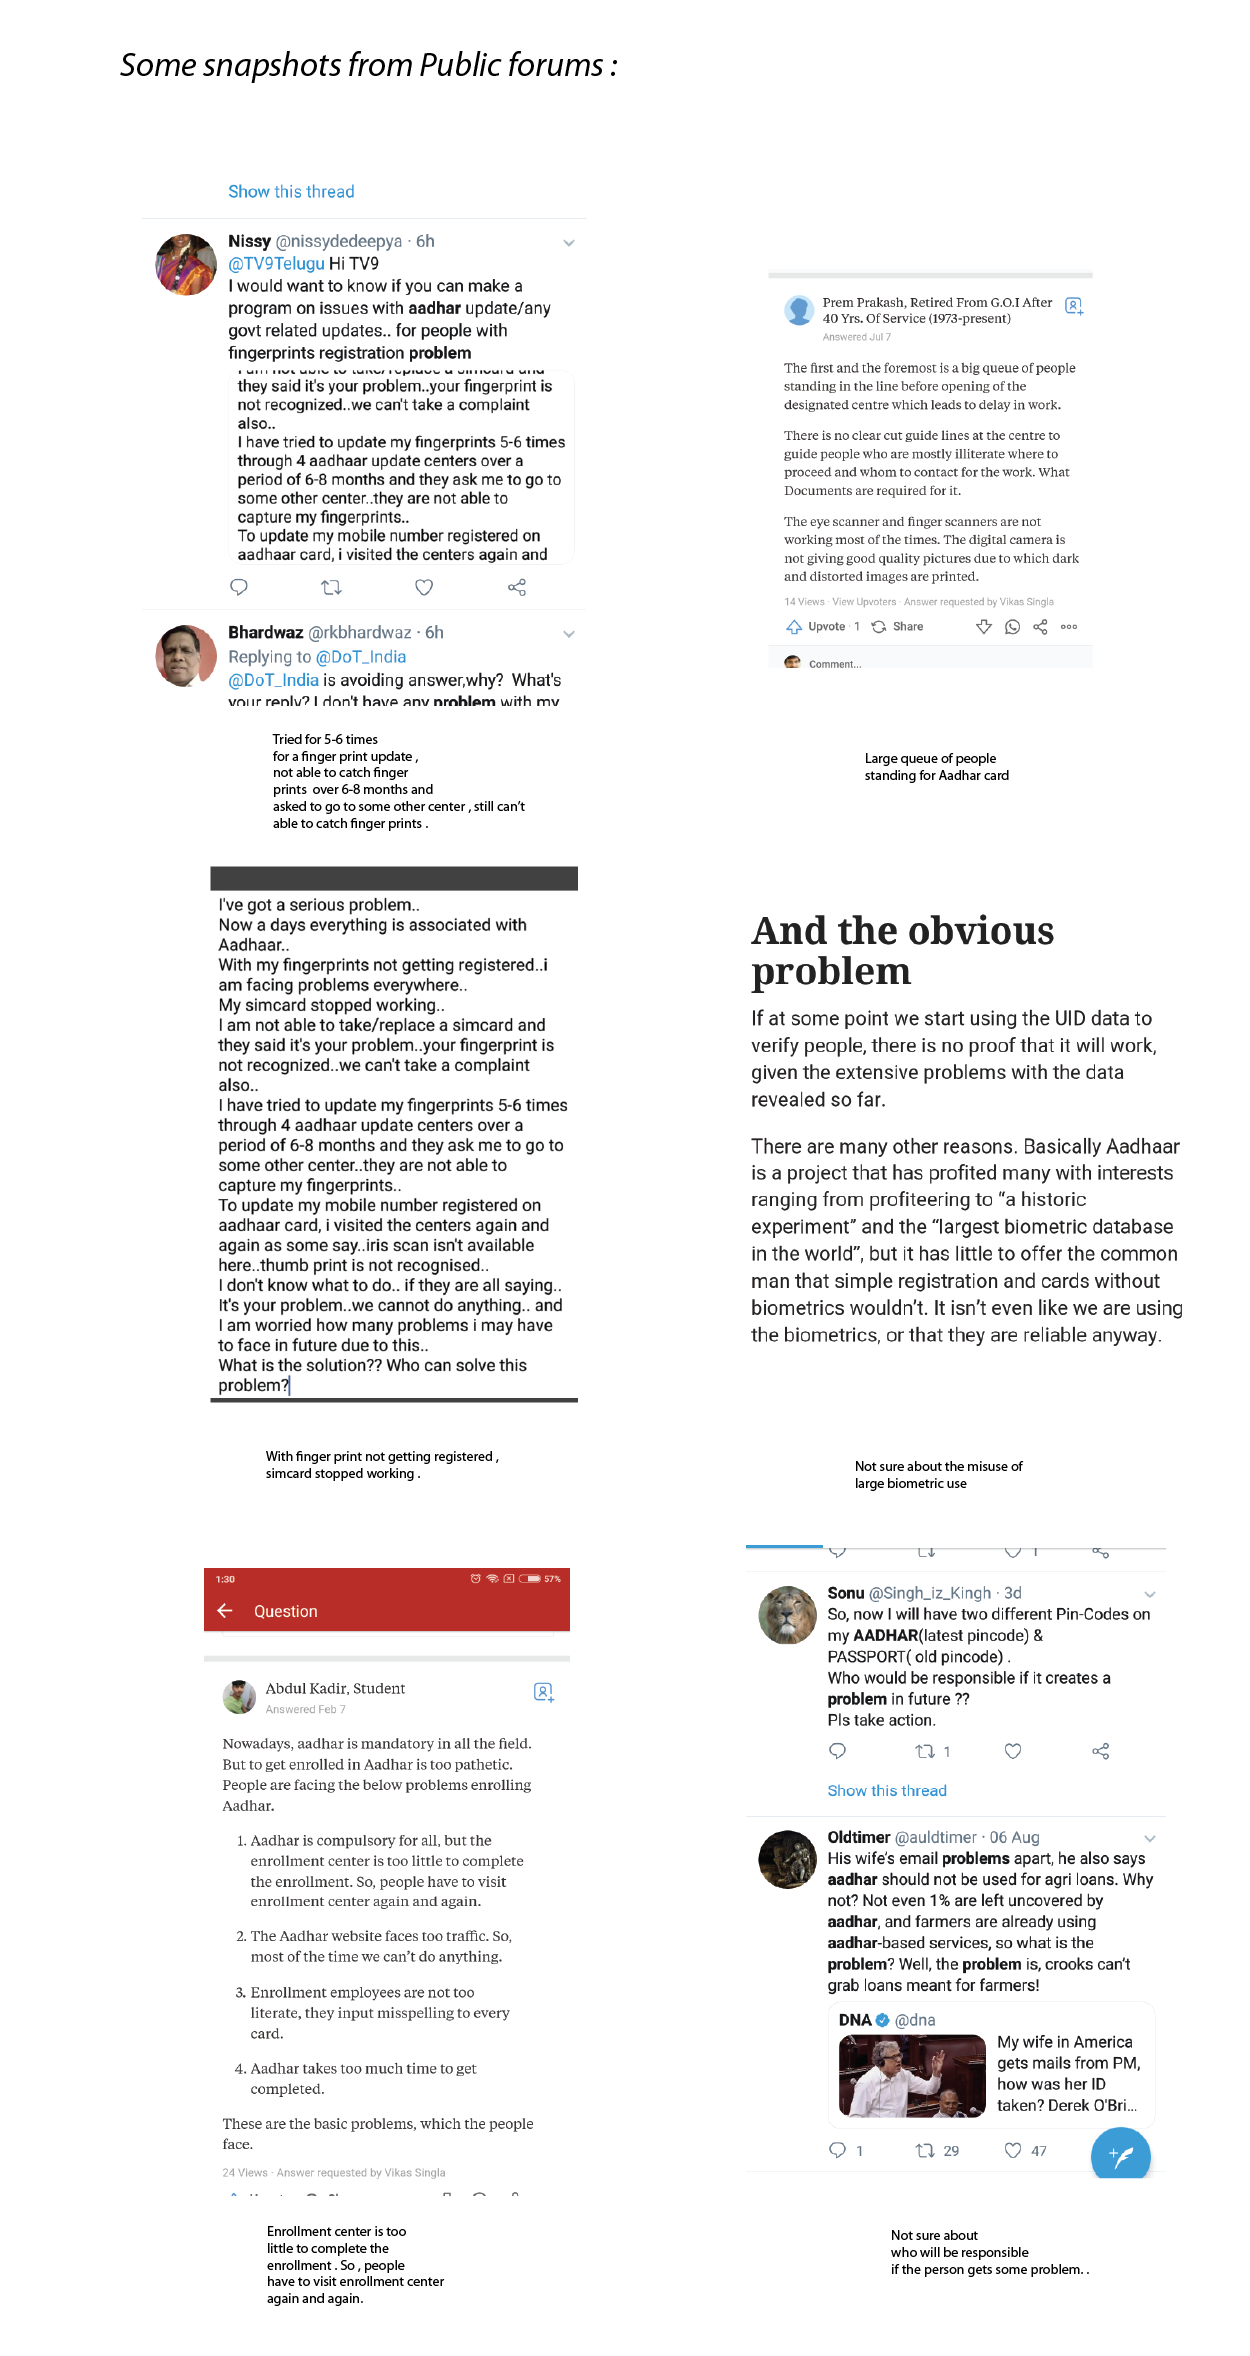 Some snapshots from Public forums :
Show this thread
Nissy @nissydedeepya · 6h
@TV9Telugu Hi TV9
I would want to know if you can make a
program on issues with aadhar update/any
govt related updates.. for people with
fingerprints registration problem
I am not able to take/replace a simcard and
they said it's your problem..your fingerprint is
not recognized..we can't take a complaint
also..
I have tried to update my fingerprints 5-6 times
through 4 aadhaar update centers over a
period of 6-8 months and they ask me to go to
some other center..they are not able to
capture my fingerprints..
To update my mobile number registered on
aadhaar card, i visited the centers again and
Bhardwaz @rkbhardwaz · 6h
Replying to @DoT_India
@DoT_India is avoiding answer,why? What's
your reply? I don't have any problem with my
Tried for 5-6 times
for a finger print update ,
not able to catch finger
prints over 6-8 months and
asked to go to some other center , still can't
able to catch finger prints .
Prem Prakash, Retired From G.O.I After
40 Yrs. Of Service (1973-present)
Answered Jul 7
The first and the foremost is a big queue of people
standing in the line before opening of the
designated centre which leads to delay in work.
There is no clear cut guide lines at the centre to
guide people who are mostly illiterate where to
proceed and whom to contact for the work. What
Documents are required for it.
The eye scanner and finger scanners are not
working most of the times. The digital camera is
not giving good quality pictures due to which dark
and distorted images are printed.
14 Views · View Upvoters · Answer requested by Vikas Singla
Upvote · 1 Share
Comment...
Large queue of people
standing for Aadhar card
I've got a serious problem..
Now a days everything is associated with
Aadhaar..
With my fingerprints not getting registered..i
am facing problems everywhere..
My simcard stopped working..
I am not able to take/replace a simcard and
they said it's your problem..your fingerprint is
not recognized..we can't take a complaint
also..
I have tried to update my fingerprints 5-6 times
through 4 aadhaar update centers over a
period of 6-8 months and they ask me to go to
some other center..they are not able to
capture my fingerprints..
To update my mobile number registered on
aadhaar card, i visited the centers again and
again as some say..iris scan isn't available
here..thumb print is not recognised..
I don't know what to do.. if they are all saying..
It's your problem..we cannot do anything.. and
I am worried how many problems i may have
to face in future due to this..
What is the solution?? Who can solve this
problem?
With finger print not getting registered ,
simcard stopped working .
And the obvious
problem
If at some point we start using the UID data to
verify people, there is no proof that it will work,
given the extensive problems with the data
revealed so far.
There are many other reasons. Basically Aadhaar
is a project that has profited many with interests
ranging from profiteering to “a historic
experiment” and the “largest biometric database
in the world”, but it has little to offer the common
man that simple registration and cards without
biometrics wouldn’t. It isn’t even like we are using
the biometrics, or that they are reliable anyway.
Not sure about the misuse of
large biometric use
1:30 57%
Question
Abdul Kadir, Student
Answered Feb 7
Nowadays, aadhar is mandatory in all the field.
But to get enrolled in Aadhar is too pathetic.
People are facing the below problems enrolling
Aadhar.
1. Aadhar is compulsory for all, but the
enrollment center is too little to complete
the enrollment. So, people have to visit
enrollment center again and again.
2. The Aadhar website faces too traffic. So,
most of the time we can’t do anything.
3. Enrollment employees are not too
literate, they input misspelling to every
card.
4. Aadhar takes too much time to get
completed.
These are the basic problems, which the people
face.
24 Views · Answer requested by Vikas Singla
Enrollment center is too
little to complete the
enrollment . So , people
have to visit enrollment center
again and again.
1
Sonu @Singh_iz_Kingh · 3d
So, now I will have two different Pin-Codes on
my AADHAR(latest pincode) &
PASSPORT( old pincode) .
Who would be responsible if it creates a
problem in future ??
Pls take action.
1
Show this thread
Oldtimer @auldtimer · 06 Aug
His wife’s email problems apart, he also says
aadhar should not be used for agri loans. Why
not? Not even 1% are left uncovered by
aadhar, and farmers are already using
aadhar-based services, so what is the
problem? Well, the problem is, crooks can’t
grab loans meant for farmers!
DNA @dna
My wife in America
gets mails from PM,
how was her ID
taken? Derek O'Bri...
1 29 47
Not sure about
who will be responsible
if the person gets some problem. .